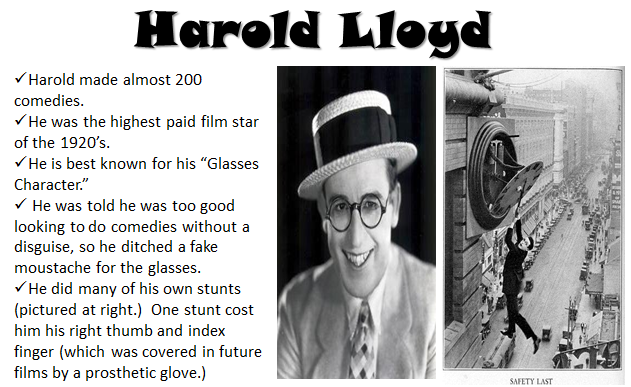 Harold Lloyd
✓Harold made almost 200
comedies.
✓He was the highest paid film star
of the 1920’s.
✓He is best known for his “Glasses
Character.”
✓ He was told he was too good
looking to do comedies without a
disguise, so he ditched a fake
moustache for the glasses.
✓He did many of his own stunts
(pictured at right.)  One stunt cost
him his right thumb and index
finger (which was covered in future
films by a prosthetic glove.)
SAFETY LAST